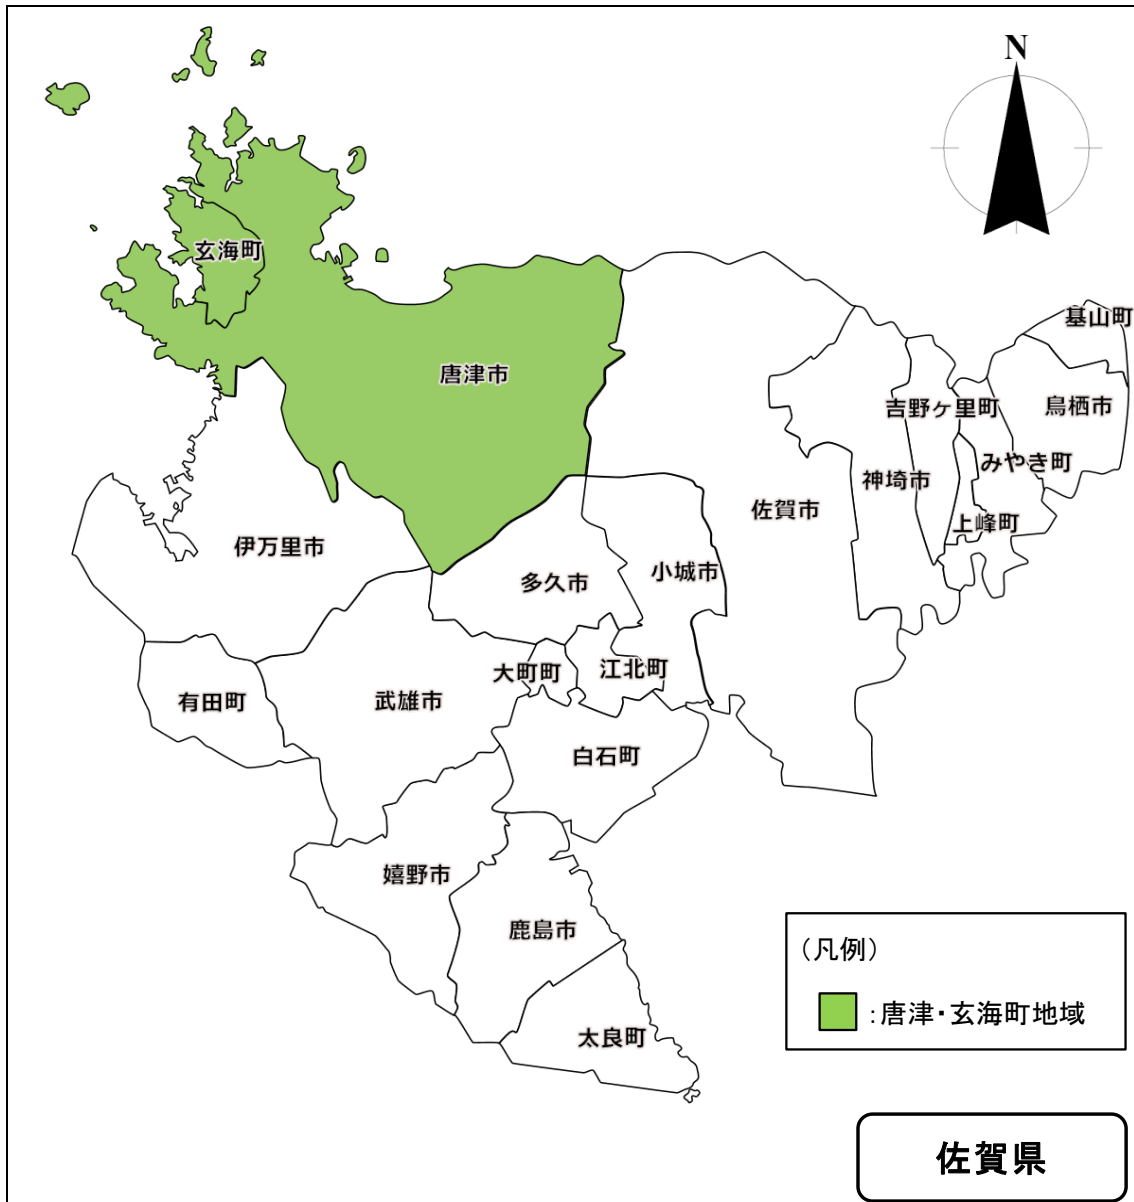 N
玄海町
基山町
唐津市
吉野ヶ里町
鳥栖市
みやき町
神埼市
佐賀市
上峰町
伊万里市
小城市
多久市
江北町
大町町
有田町
武雄市
白石町
嬉野市
鹿島市
太良町
(凡例)
:唐津・玄海町地域
佐賀県